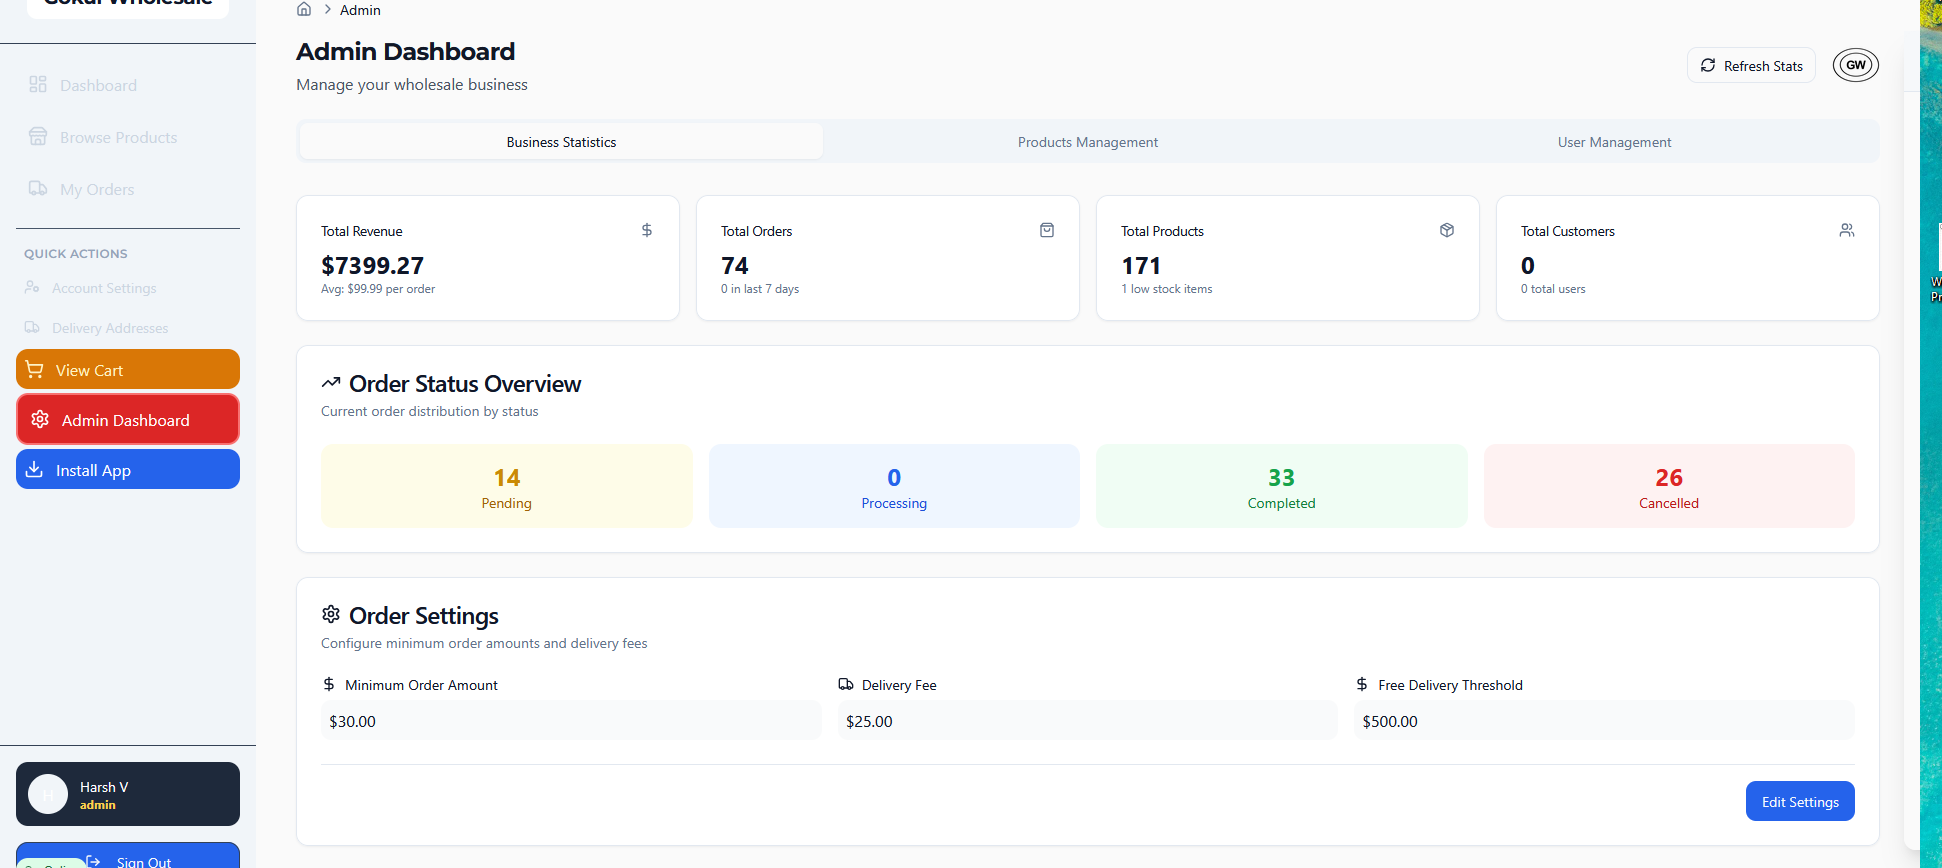 Gokul Wholesale
Dashboard
Browse Products
My Orders
QUICK ACTIONS
Account Settings
Delivery Addresses
View Cart
Admin Dashboard
Install App
H
Harsh V
admin
Sign Out
Admin
Admin Dashboard
Manage your wholesale business
Refresh Stats
GW
Business Statistics
Products Management
User Management
Total Revenue
$7399.27
Avg: $99.99 per order
Total Orders
74
0 in last 7 days
Total Products
171
1 low stock items
Total Customers
0
0 total users
Order Status Overview
Current order distribution by status
14
Pending
0
Processing
33
Completed
26
Cancelled
Order Settings
Configure minimum order amounts and delivery fees
Minimum Order Amount
$30.00
Delivery Fee
$25.00
Free Delivery Threshold
$500.00
Edit Settings